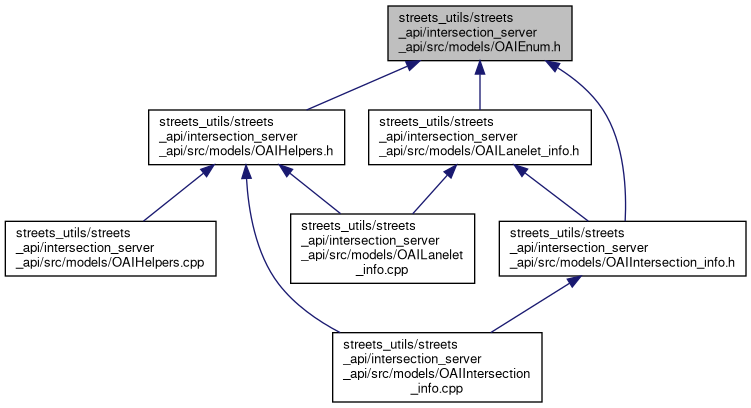 streets_utils/streets
_api/intersection_server
_api/src/models/OAIEnum.h
streets_utils/streets
_api/intersection_server
_api/src/models/OAIHelpers.h
streets_utils/streets
_api/intersection_server
_api/src/models/OAILanelet_info.h
streets_utils/streets
_api/intersection_server
_api/src/models/OAIHelpers.cpp
streets_utils/streets
_api/intersection_server
_api/src/models/OAILanelet
_info.cpp
streets_utils/streets
_api/intersection_server
_api/src/models/OAIIntersection_info.h
streets_utils/streets
_api/intersection_server
_api/src/models/OAIIntersection
_info.cpp